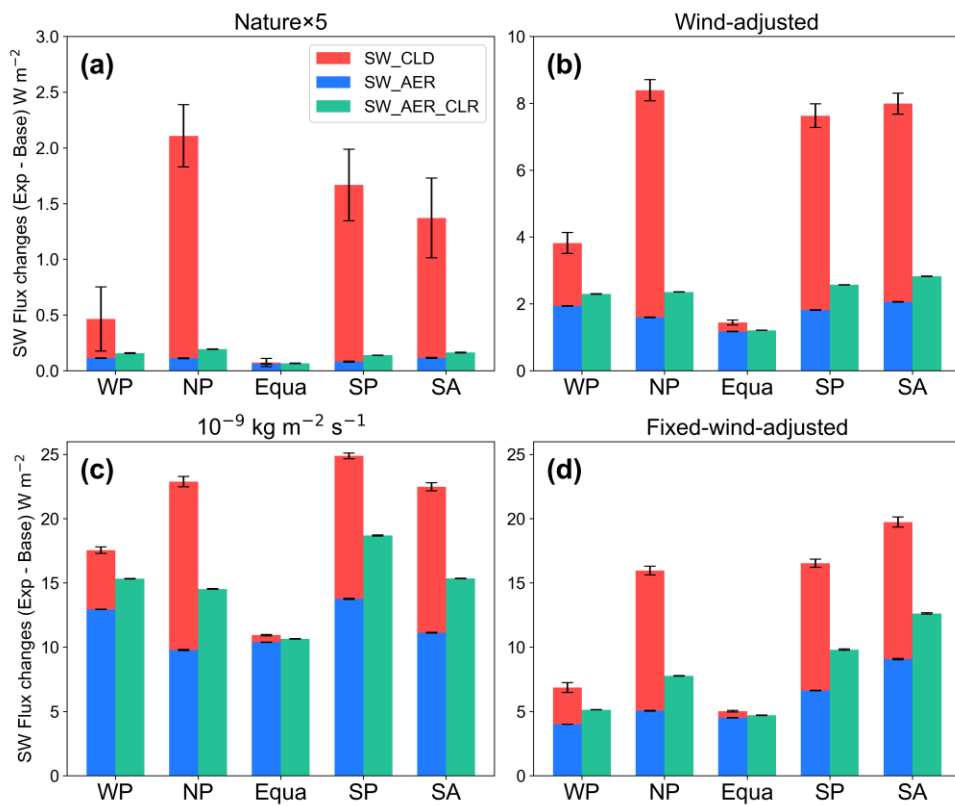 Nature×5
Wind-adjusted
SW Flux changes (Exp - Base) W m⁻²
3.0
2.5
2.0
1.5
1.0
0.5
0.0
(a)
SW_CLD
SW_AER
SW_AER_CLR
WP NP Equa SP SA
10
8
6
4
2
0
(b)
WP NP Equa SP SA
10⁻⁹ kg m⁻² s⁻¹
Fixed-wind-adjusted
SW Flux changes (Exp - Base) W m⁻²
25
20
15
10
5
0
(c)
WP NP Equa SP SA
25
20
15
10
5
0
(d)
WP NP Equa SP SA